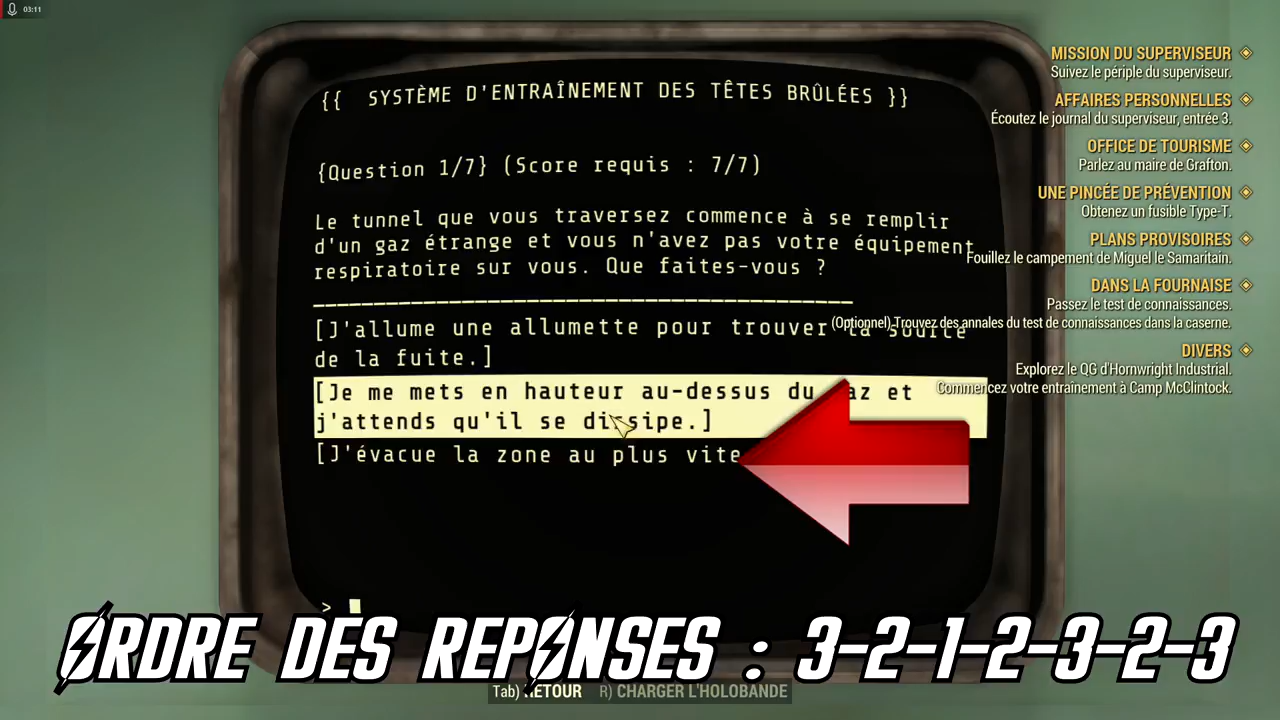 03:11
{{ SYSTÈME D'ENTRAÎNEMENT DES TÊTES BRÛLÉES }}
{Question 1/7} (Score requis : 7/7)
Le tunnel que vous traversez commence à se remplir
d'un gaz étrange et vous n'avez pas votre équipement
respiratoire sur vous. Que faites-vous ?
[J'allume une allumette pour trouver la source
de la fuite.]
[Je me mets en hauteur au-dessus du gaz et
j'attends qu'il se dissipe.]
[J'évacue la zone au plus vite
>
MISSION DU SUPERVISEUR
Suivez le périple du superviseur.
AFFAIRES PERSONNELLES
Écoutez le journal du superviseur, entrée 3.
OFFICE DE TOURISME
Parlez au maire de Grafton.
UNE PINCÉE DE PRÉVENTION
Obtenez un fusible Type-T.
PLANS PROVISOIRES
Fouillez le campement de Miguel le Samaritain.
DANS LA FOURNAISE
Passez le test de connaissances.
(Optionnel) Trouvez des annales du test de connaissances dans la caserne.
DIVERS
Explorez le QG d'Hornwright Industrial.
Commencez votre entraînement à Camp McClintock.
ORDRE DES REPONSES : 3-2-1-2-3-2-3
Tab) RETOUR R) CHARGER L'HOLOBANDE